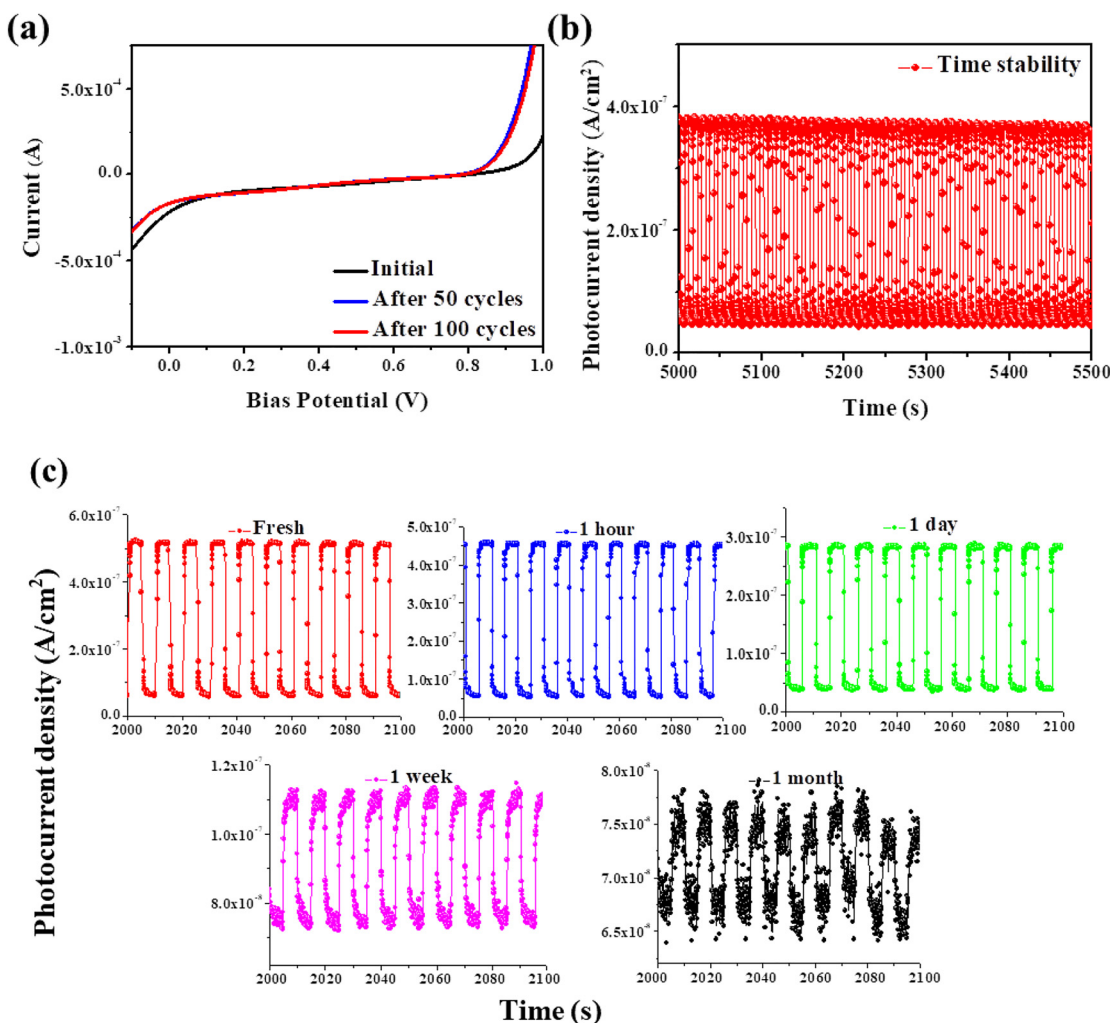 (a)
5.0x10⁻⁴
0.0
-5.0x10⁻⁴
-1.0x10⁻³
Current (A)
Initial
After 50 cycles
After 100 cycles
0.0 0.2 0.4 0.6 0.8 1.0
Bias Potential (V)
(b)
Time stability
Photocurrent density (A/cm²)
4.0x10⁻⁷
2.0x10⁻⁷
0.0
5000 5100 5200 5300 5400 5500
Time (s)
(c)
Photocurrent density (A/cm²)
Fresh
6.0x10⁻⁷
4.0x10⁻⁷
2.0x10⁻⁷
0.0
2000 2020 2040 2060 2080 2100
1 hour
5.0x10⁻⁷
4.0x10⁻⁷
3.0x10⁻⁷
2.0x10⁻⁷
1.0x10⁻⁷
0.0
2000 2020 2040 2060 2080 2100
1 day
3.0x10⁻⁷
2.0x10⁻⁷
1.0x10⁻⁷
0.0
2000 2020 2040 2060 2080 2100
1 week
1.2x10⁻⁷
1.0x10⁻⁷
8.0x10⁻⁸
2000 2020 2040 2060 2080 2100
1 month
8.0x10⁻⁸
7.5x10⁻⁸
7.0x10⁻⁸
6.5x10⁻⁸
2000 2020 2040 2060 2080 2100
Time (s)